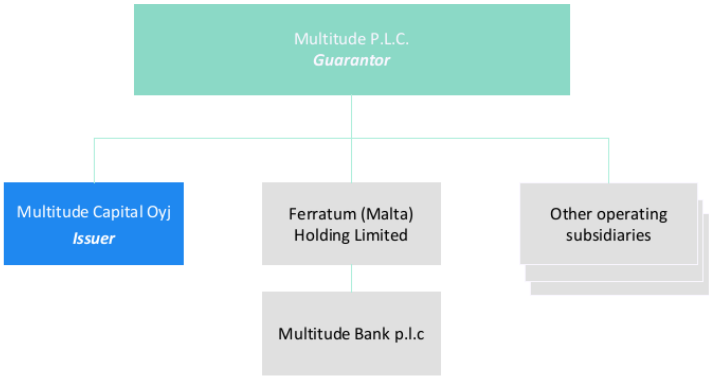 Multitude P.L.C.
Guarantor
Multitude Capital Oyj
Issuer
Ferratum (Malta)
Holding Limited
Other operating
subsidiaries
Multitude Bank p.l.c